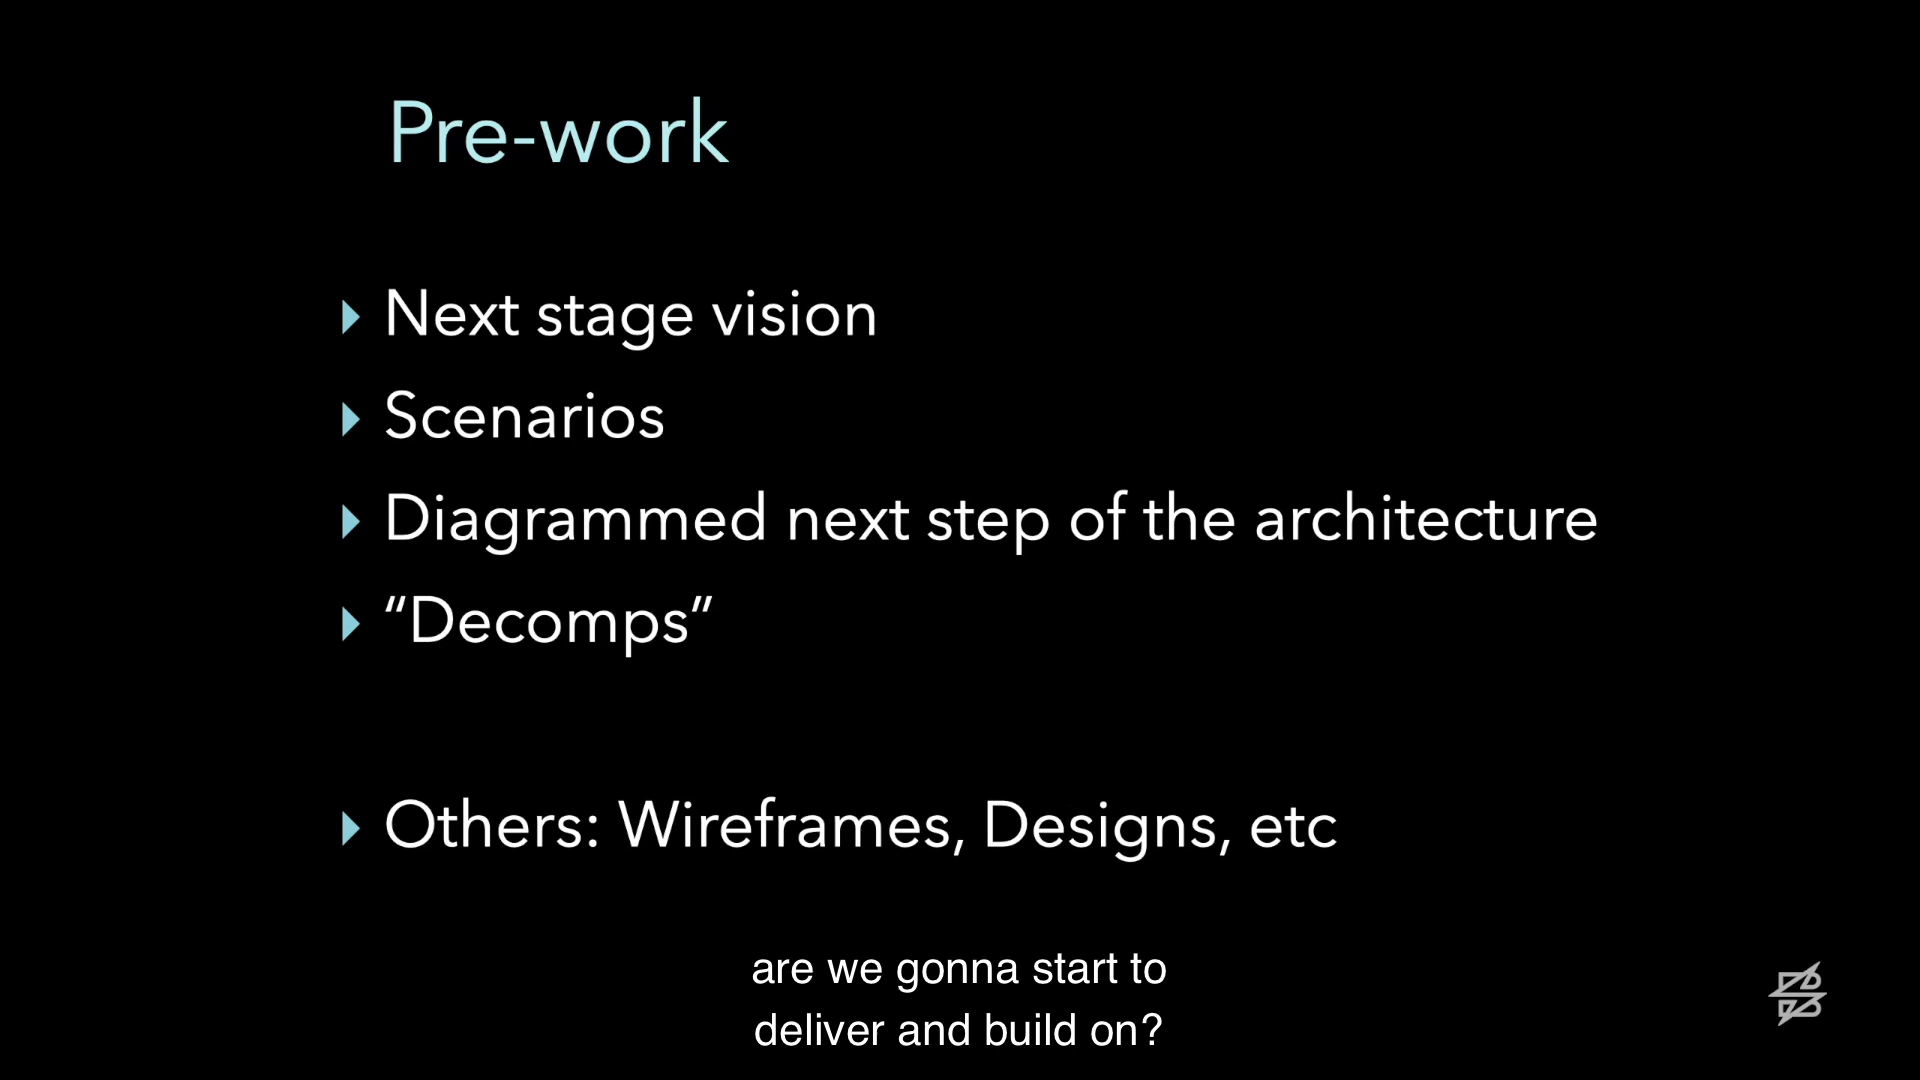 Pre-work
Next stage vision
Scenarios
Diagrammed next step of the architecture
“Decomps”
Others: Wireframes, Designs, etc
are we gonna start to
deliver and build on?